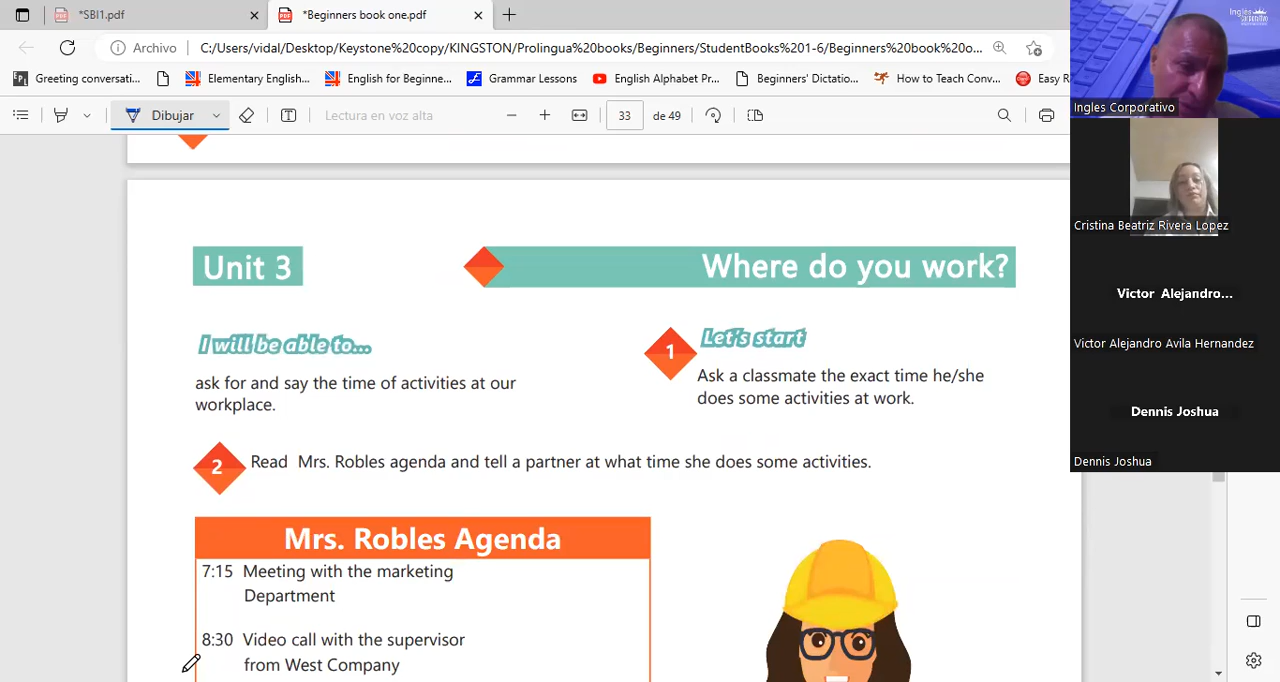 *SBI1.pdf
*Beginners book one.pdf
Archivo
C:/Users/vidal/Desktop/Keystone%20copy/KINGSTON/Prolingua%20books/Beginners/StudentBooks%201-6/Beginners%20book%20o...
Greeting conversati...
Elementary English...
English for Beginne...
Grammar Lessons
English Alphabet Pr...
Beginners' Dictatio...
How to Teach Conv...
Easy R
Dibujar
Lectura en voz alta
33 de 49
Unit 3
Where do you work?
I will be able to...
ask for and say the time of activities at our
workplace.
1
Let's start
Ask a classmate the exact time he/she
does some activities at work.
2
Read Mrs. Robles agenda and tell a partner at what time she does some activities.
Mrs. Robles Agenda
7:15 Meeting with the marketing
Department
8:30 Video call with the supervisor
from West Company
Ingles
Ingles Corporativo
Cristina Beatriz Rivera Lopez
Victor Alejandro...
Victor Alejandro Avila Hernandez
Dennis Joshua
Dennis Joshua